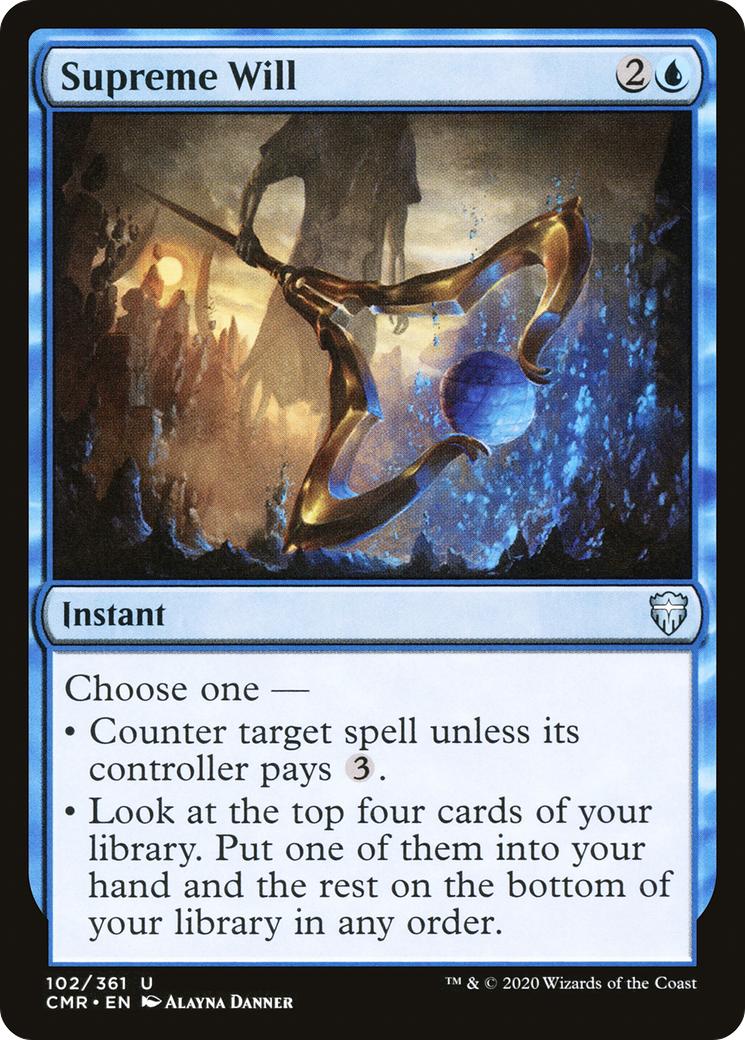 Supreme Will 2
Instant
Choose one —
• Counter target spell unless its
controller pays 3.
• Look at the top four cards of your
library. Put one of them into your
hand and the rest on the bottom of
your library in any order.
102/361 U
CMR • EN Alayna Danner
™ & © 2020 Wizards of the Coast